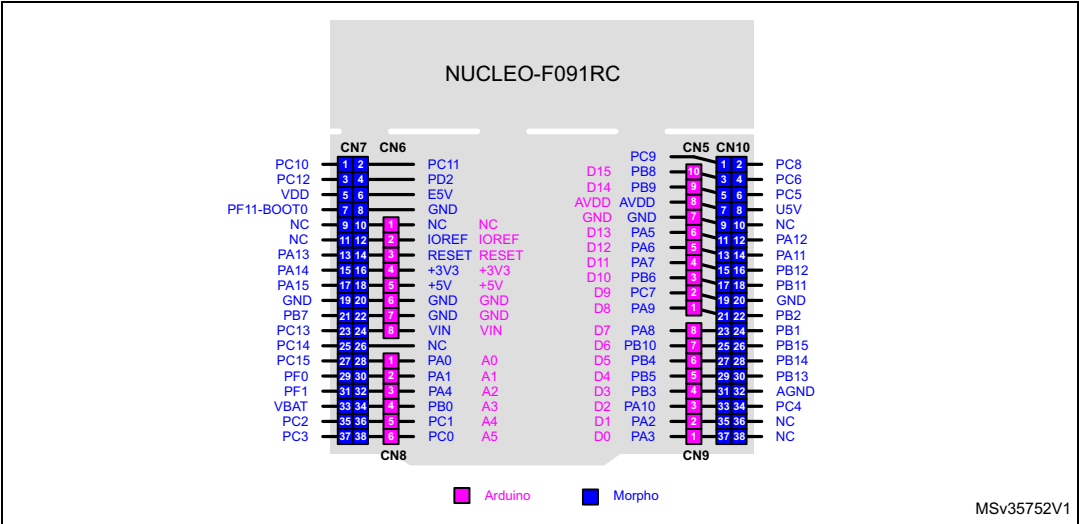 NUCLEO-F091RC
CN7 CN6 CN5 CN10
PC9 1 2 PC8
PC10 1 2 PC11
D15 PB8 10 3 4 PC6
PC12 3 4 PD2
D14 PB9 9 5 6 PC5
VDD 5 6 E5V
AVDD AVDD 8 7 8 U5V
PF11-BOOT0 7 8 GND
GND GND 7 9 10 NC
NC 9 10 1 NC NC
D13 PA5 6 11 12 PA12
NC 11 12 2 IOREF IOREF
D12 PA6 5 13 14 PA11
PA13 13 14 3 RESET RESET
D11 PA7 4 15 16 PB12
PA14 15 16 4 +3V3 +3V3
D10 PB6 3 17 18 PB11
PA15 17 18 5 +5V +5V
D9 PC7 2 19 20 GND
GND 19 20 6 GND GND
D8 PA9 1 21 22 PB2
PB7 21 22 7 GND GND
PC13 23 24 8 VIN VIN D7 PA8 8 23 24 PB1
PC14 25 26 NC D6 PB10 7 25 26 PB15
PC15 27 28 1 PA0 A0 D5 PB4 6 27 28 PB14
PF0 29 30 2 PA1 A1 D4 PB5 5 29 30 PB13
PF1 31 32 3 PA4 A2 D3 PB3 4 31 32 AGND
VBAT 33 34 4 PB0 A3 D2 PA10 3 33 34 PC4
PC2 35 36 5 PC1 A4 D1 PA2 2 35 36 NC
PC3 37 38 6 PC0 A5 D0 PA3 1 37 38 NC
CN8 CN9
Arduino Morpho
MSv35752V1